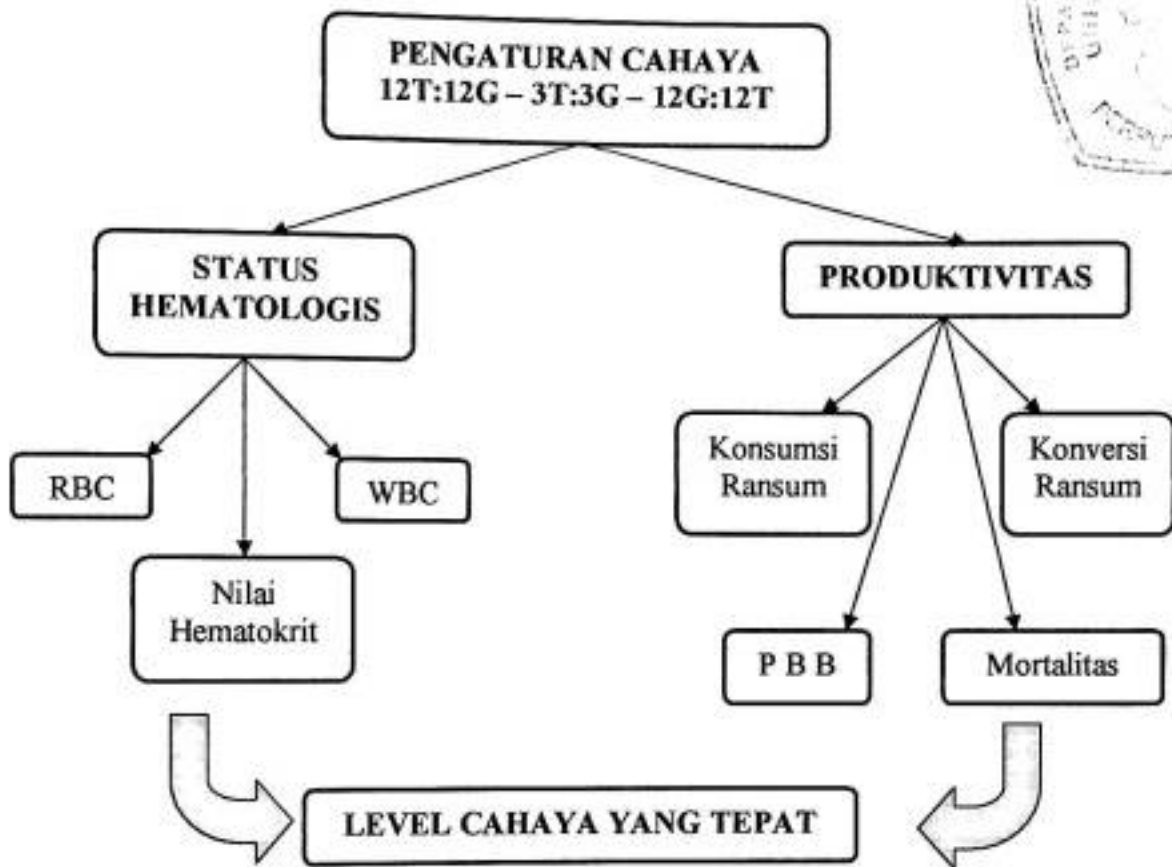 PENGATURAN CAHAYA
12T:12G – 3T:3G – 12G:12T
STATUS
HEMATOLOGIS
PRODUKTIVITAS
RBC
WBC
Nilai
Hematokrit
Konsumsi
Ransum
Konversi
Ransum
P B B
Mortalitas
LEVEL CAHAYA YANG TEPAT